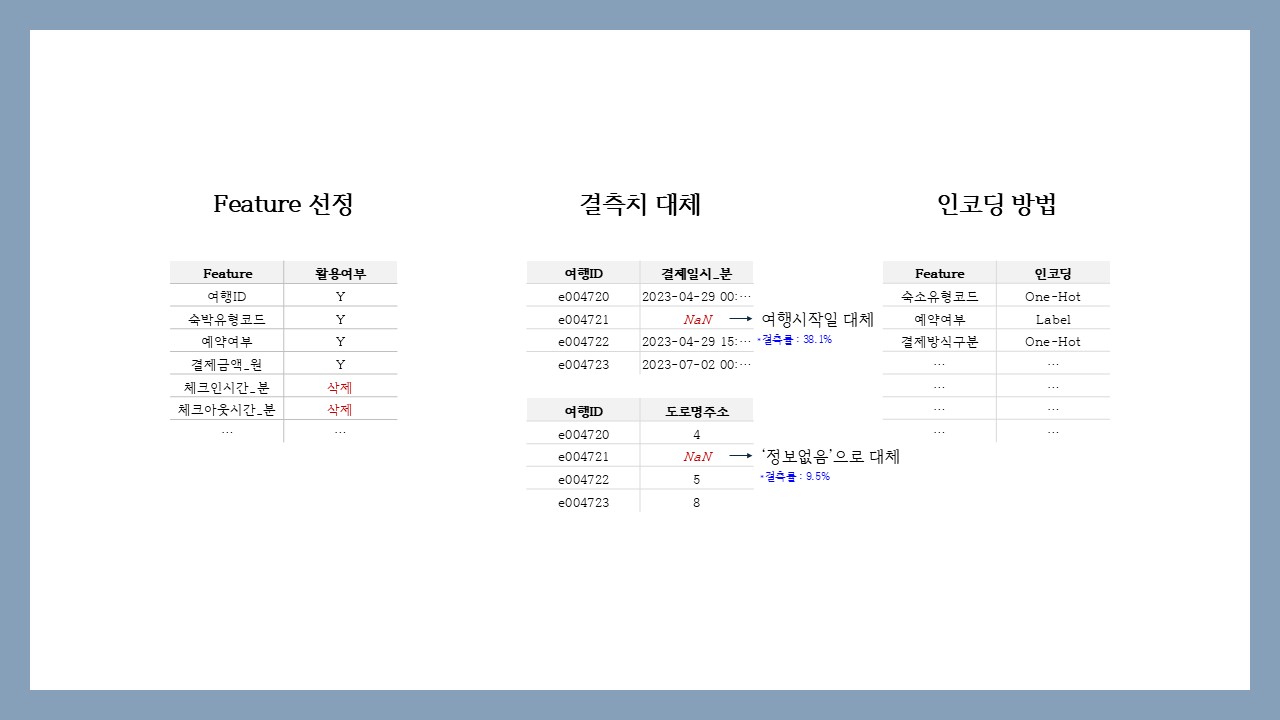 Feature 선정
Feature 활용여부
여행ID Y
숙박유형코드 Y
예약여부 Y
결제금액_원 Y
체크인시간_분 삭제
체크아웃시간_분 삭제
… …
결측치 대체
여행ID 결제일시_분
e004720 2023-04-29 00:…
e004721 NaN 여행시작일 대체
*결측률 : 38.1%
e004722 2023-04-29 15:…
e004723 2023-07-02 00:…
여행ID 도로명주소
e004720 4
e004721 NaN ‘정보없음’으로 대체
*결측률 : 9.5%
e004722 5
e004723 8
인코딩 방법
Feature 인코딩
숙소유형코드 One-Hot
예약여부 Label
결제방식구분 One-Hot
… …
… …
… …
… …